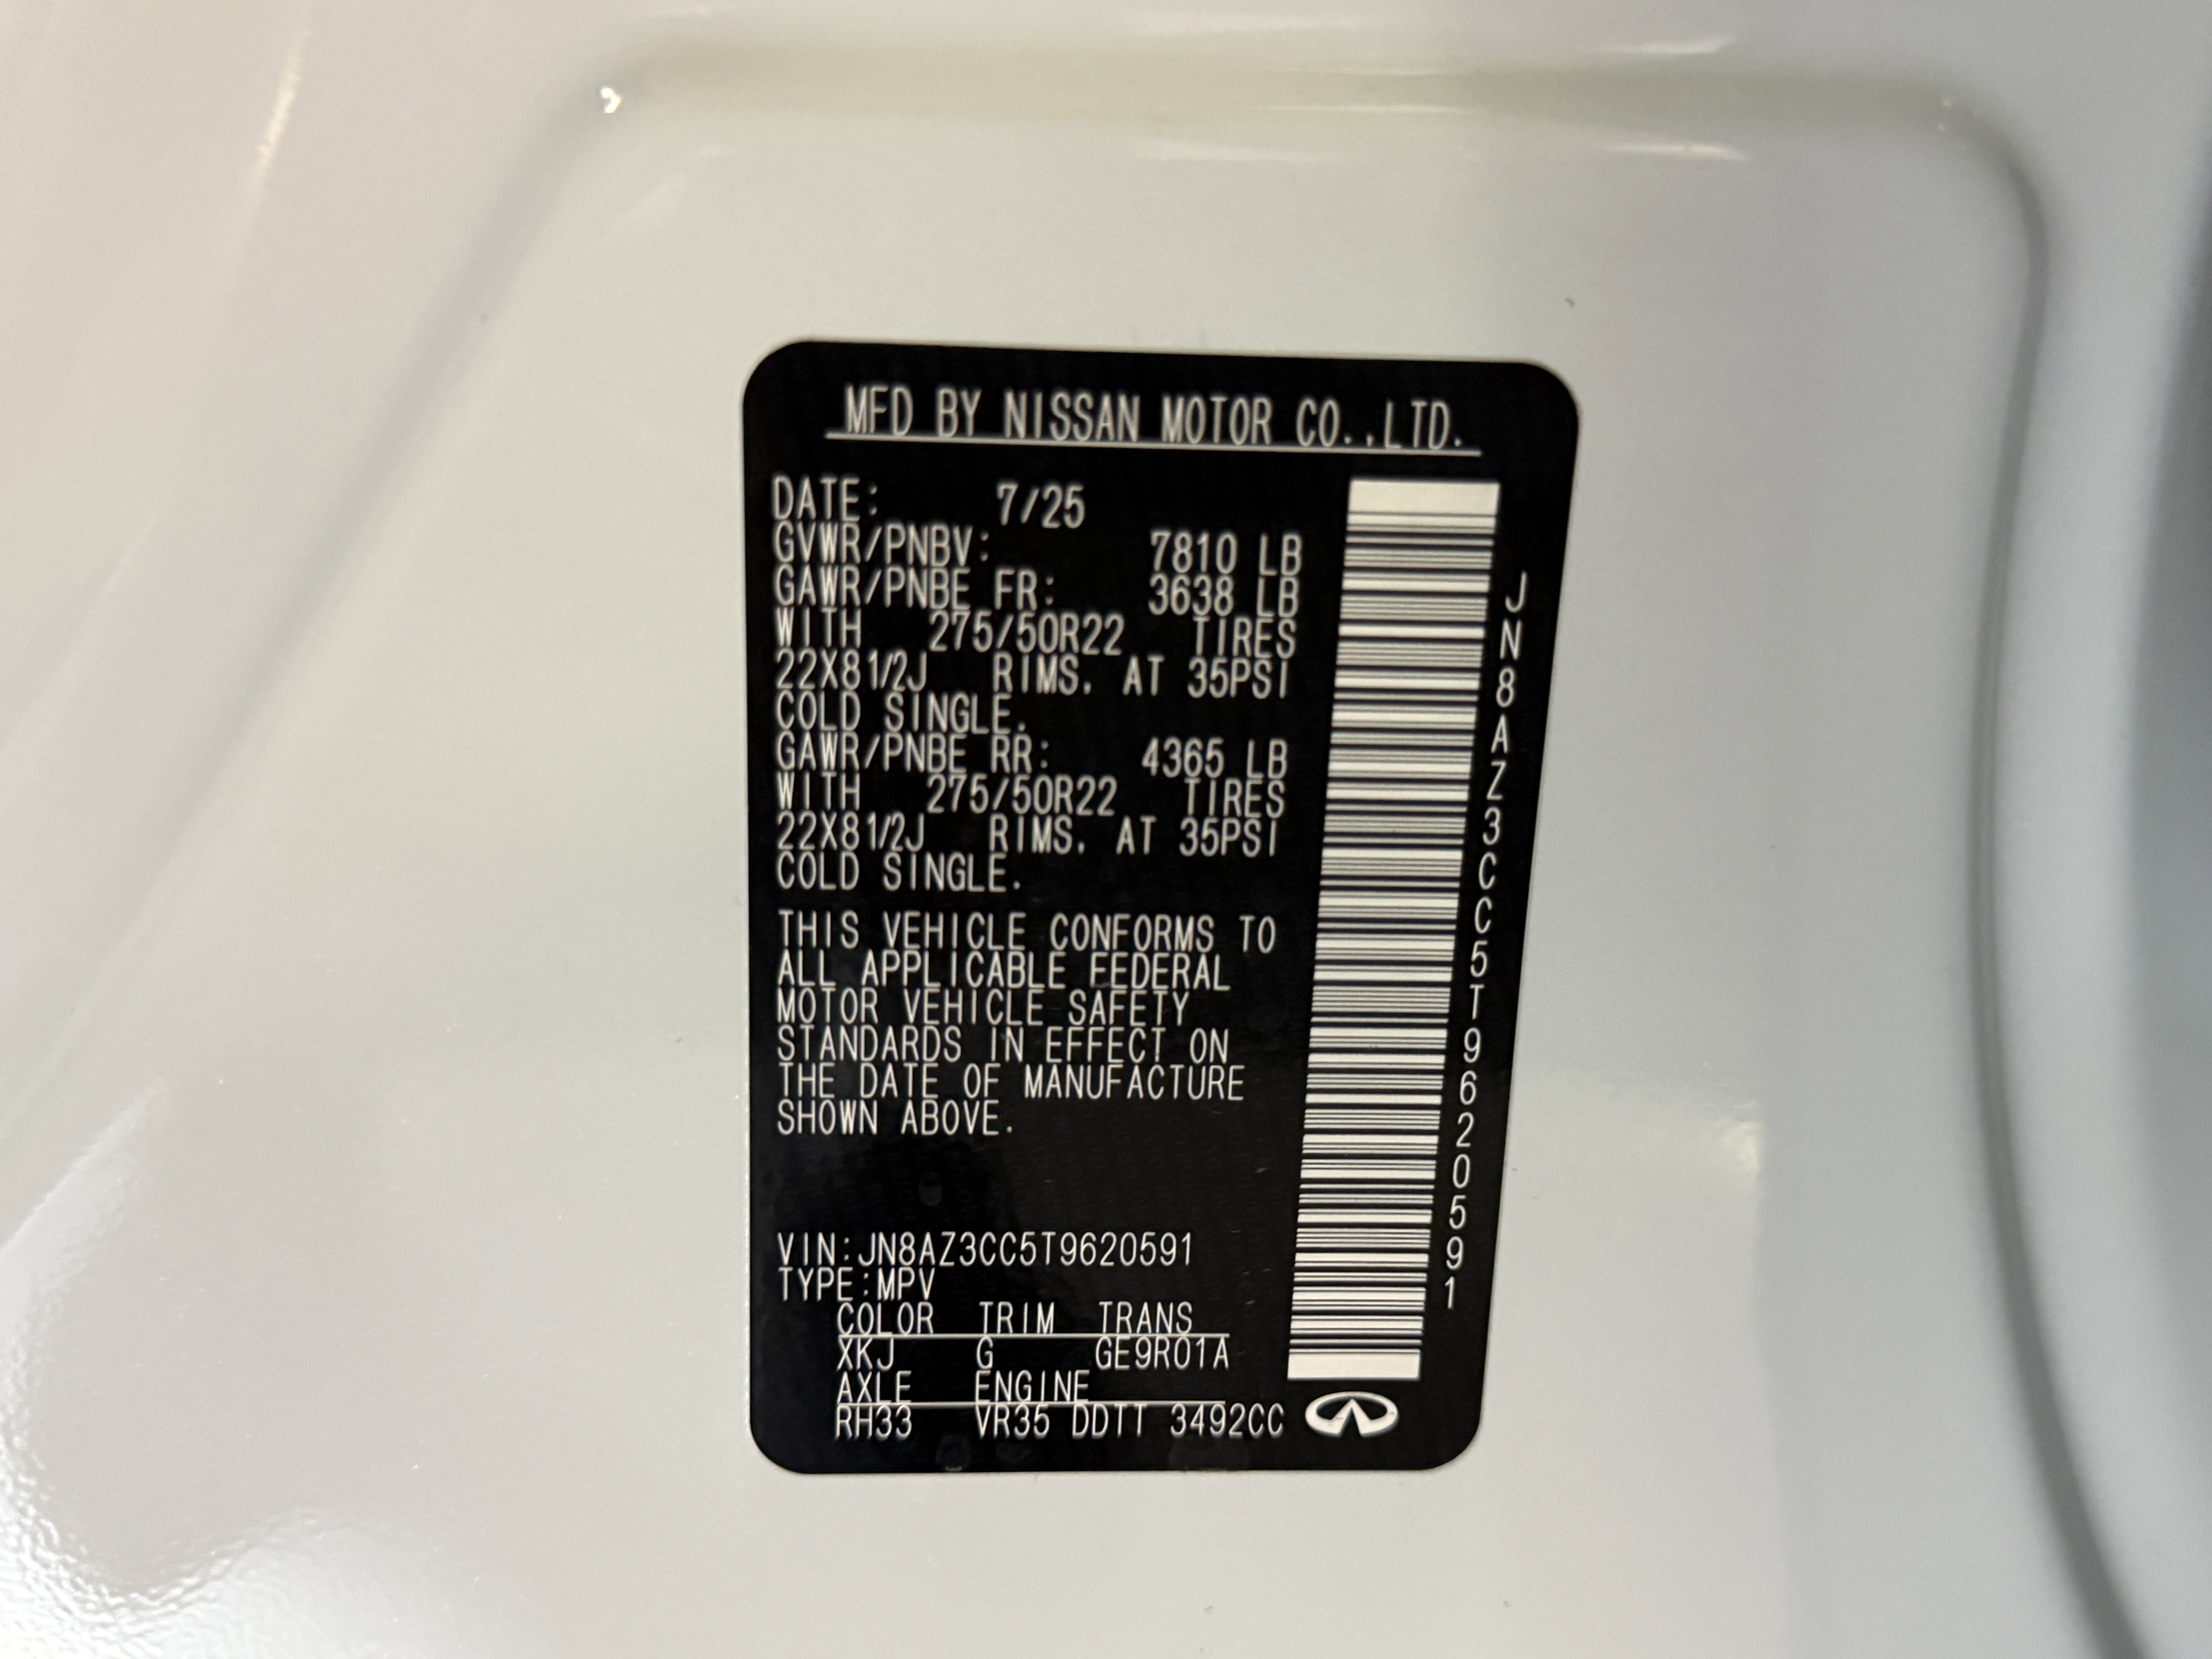 MFD BY NISSAN MOTOR CO.,LTD.
DATE: 7/25
GVWR/PNBV: 7810 LB
GAWR/PNBE FR: 3638 LB
WITH 275/50R22 TIRES
22X8 1/2J RIMS. AT 35PSI
COLD SINGLE.
GAWR/PNBE RR: 4365 LB
WITH 275/50R22 TIRES
22X8 1/2J RIMS. AT 35PSI
COLD SINGLE.
THIS VEHICLE CONFORMS TO
ALL APPLICABLE FEDERAL
MOTOR VEHICLE SAFETY
STANDARDS IN EFFECT ON
THE DATE OF MANUFACTURE
SHOWN ABOVE.
VIN:JN8AZ3CC5T9620591
TYPE:MPV
COLOR TRIM TRANS
XKJ G GE9R01A
AXLE ENGINE
RH33 VR35 DDTT 3492CC
JN8AZ3CC5T9620591